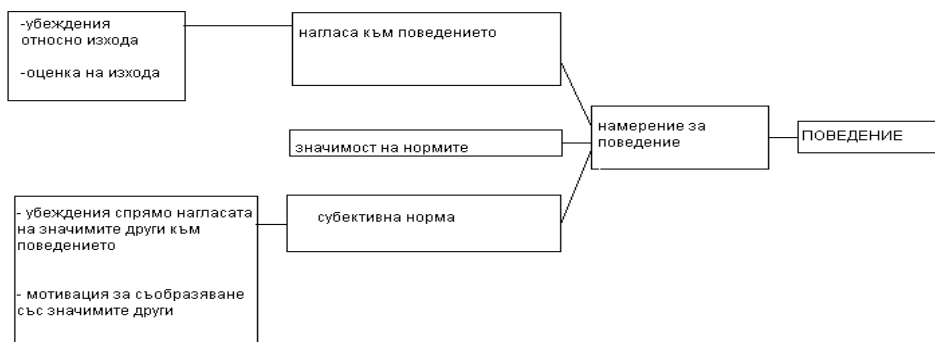 -убеждения
относно изхода
-оценка на изхода
нагласа към поведението
значимост на нормите
намерение за
поведение
ПОВЕДЕНИЕ
- убеждения спрямо нагласата
на значимите други към
поведението
- мотивация за съобразяване
със значимите други
субективна норма